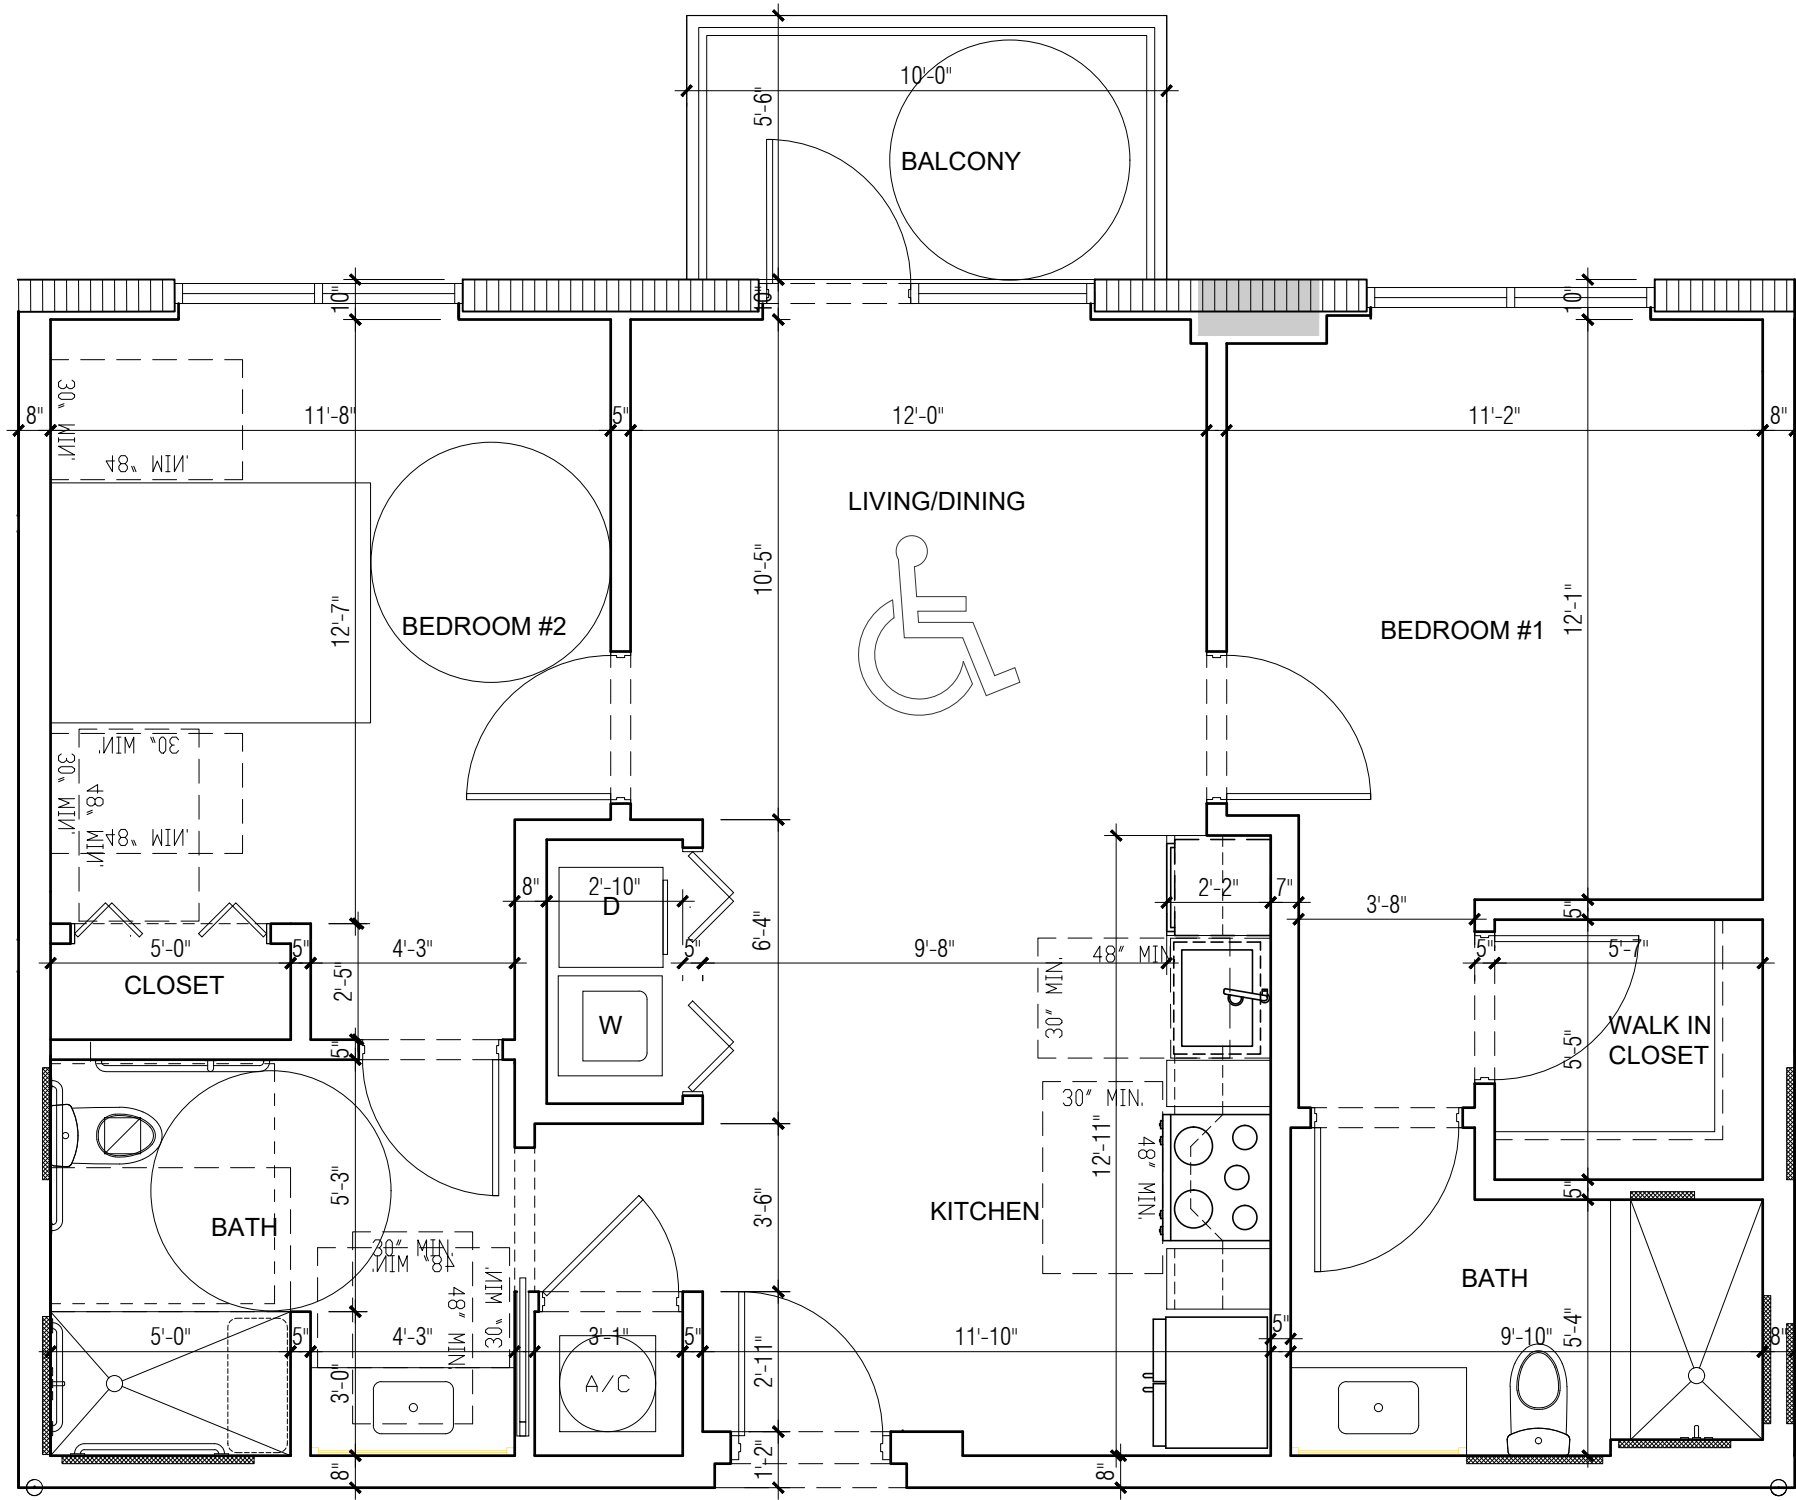 10'-0"
5'-6"
BALCONY
10"
10"
10"
30" MIN.
8"
11'-8"
5"
12'-0"
11'-2"
8"
48" MIN.
LIVING/DINING
10'-5"
12'-7"
BEDROOM #2
12'-1"
BEDROOM #1
30" MIN.
30" MIN.
48" MIN.
48" MIN.
8"
2'-10"
D
2'-2"
7"
3'-8"
5"
6'-4"
5'-0"
5"
4'-3"
5"
9'-8"
48" MIN.
5"
5'-7"
CLOSET
2'-5"
30" MIN.
W
WALK IN
CLOSET
5"
5'-5"
30" MIN.
12'-11"
48" MIN.
5'-3"
3'-6"
5"
KITCHEN
BATH
30" MIN.
48" MIN.
BATH
48" MIN.
30" MIN.
5'-0"
5"
4'-3"
3'-1"
5"
11'-10"
5"
9'-10"
5'-4"
8"
3'-0"
A/C
2'-11"
8"
1'-2"
8"